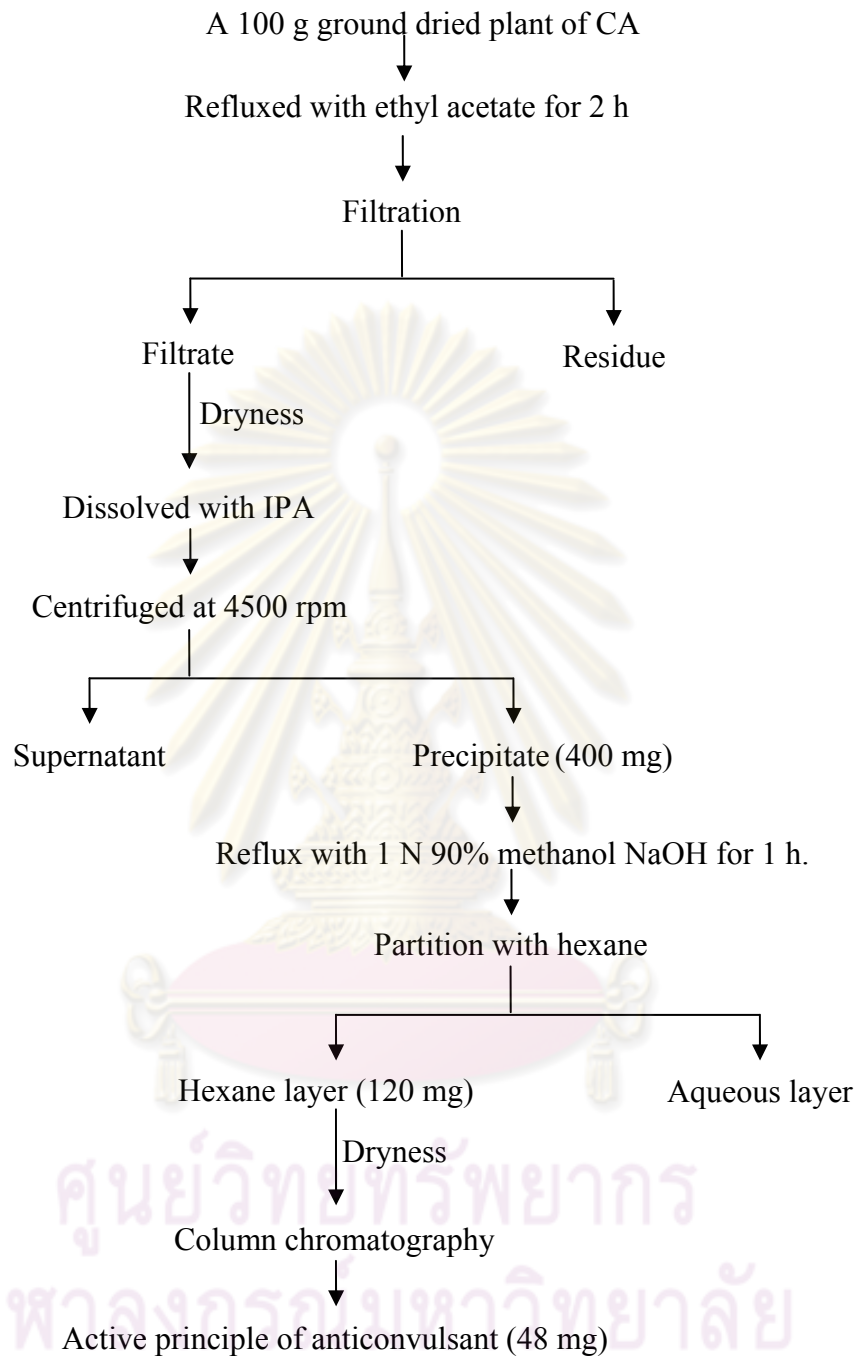 A 100 g ground dried plant of CA
Refluxed with ethyl acetate for 2 h
Filtration
Filtrate
Residue
Dryness
Dissolved with IPA
Centrifuged at 4500 rpm
Supernatant
Precipitate (400 mg)
Reflux with 1 N 90% methanol NaOH for 1 h.
Partition with hexane
Hexane layer (120 mg)
Aqueous layer
Dryness
ศูนย์วิทยทรัพยากร
Column chromatography
จุฬาลงกรณ์มหาวิทยาลัย
Active principle of anticonvulsant (48 mg)